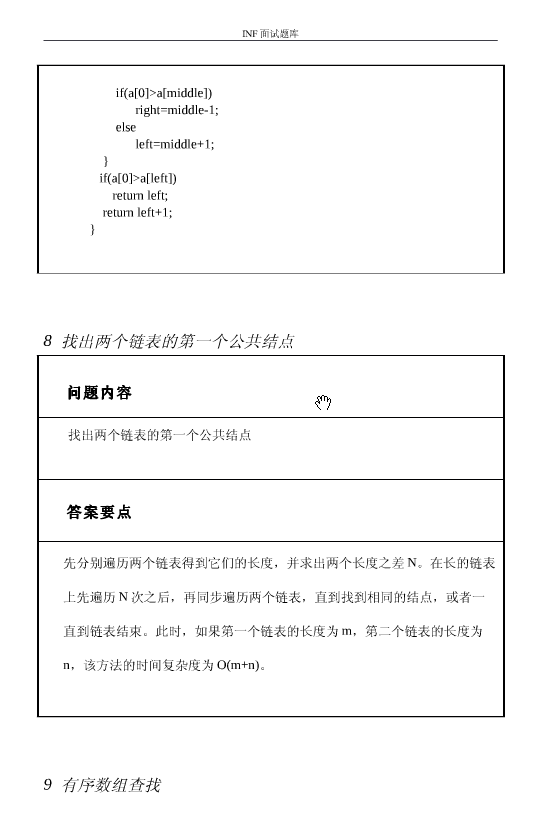 INF 面试题库
if(a[0]>a[middle])
right=middle-1;
else
left=middle+1;
}
if(a[0]>a[left])
return left;
return left+1;
}
8 找出两个链表的第一个公共结点
问题内容
找出两个链表的第一个公共结点
答案要点
先分别遍历两个链表得到它们的长度，并求出两个长度之差 N。在长的链表
上先遍历 N 次之后，再同步遍历两个链表，直到找到相同的结点，或者一
直到链表结束。此时，如果第一个链表的长度为 m，第二个链表的长度为
n，该方法的时间复杂度为 O(m+n)。
9 有序数组查找